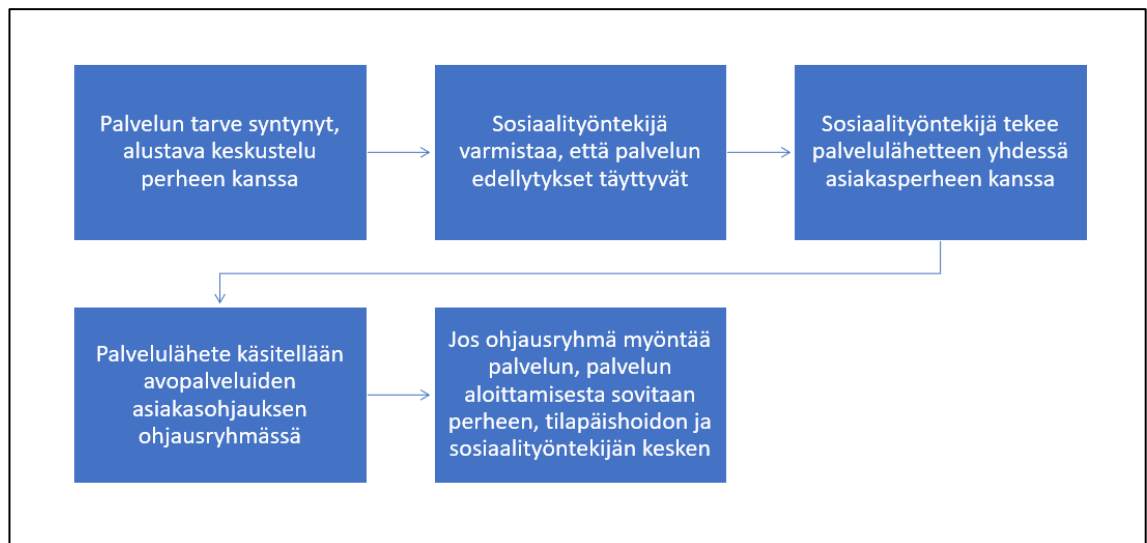 Palvelun tarve syntynyt,
alustava keskustelu
perheen kanssa
Sosiaalityöntekijä
varmistaa, että palvelun
edellytykset täyttyvät
Sosiaalityöntekijä tekee
palvelulähetteen yhdessä
asiakasperheen kanssa
Palvelulähete käsitellään
avopalveluiden
asiakasohjauksen
ohjausryhmässä
Jos ohjausryhmä myöntää
palvelun, palvelun
aloittamisesta sovitaan
perheen, tilapäishoidon ja
sosiaalityöntekijän kesken